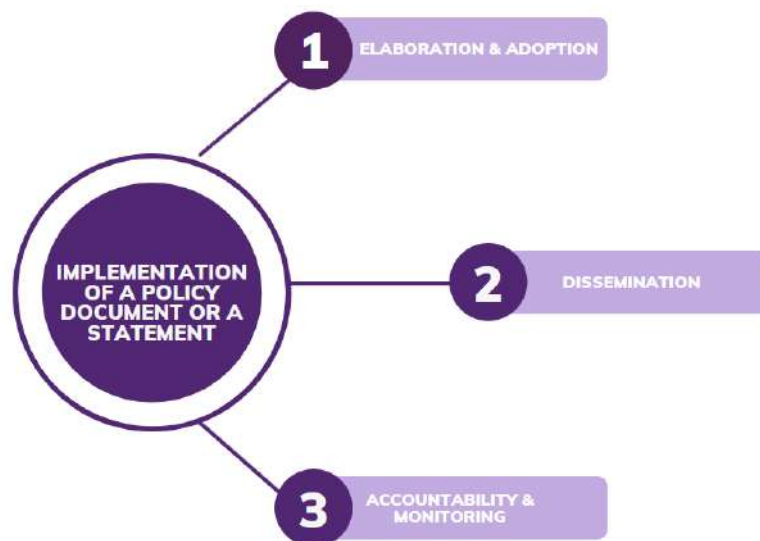 1
ELABORATION & ADOPTION
IMPLEMENTATION
OF A POLICY
DOCUMENT OR A
STATEMENT
2
DISSEMINATION
3
ACCOUNTABILITY &
MONITORING